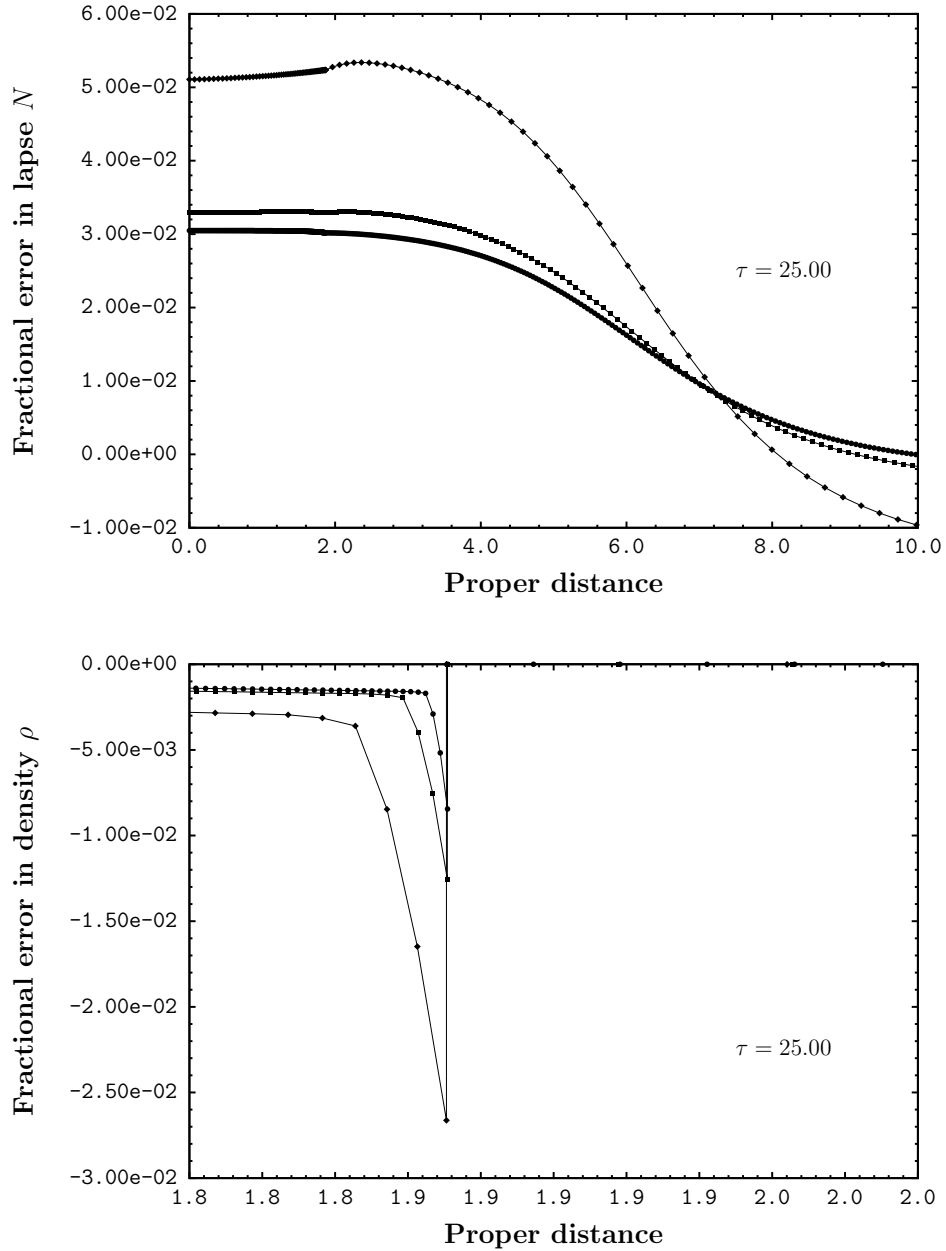 6.00e-02
5.00e-02
4.00e-02
3.00e-02
2.00e-02
1.00e-02
0.00e+00
-1.00e-02
Fractional error in lapse N
τ = 25.00
0.0 2.0 4.0 6.0 8.0 10.0
Proper distance
0.00e+00
-5.00e-03
-1.00e-02
-1.50e-02
-2.00e-02
-2.50e-02
-3.00e-02
Fractional error in density ρ
τ = 25.00
1.8 1.8 1.8 1.9 1.9 1.9 1.9 1.9 2.0 2.0 2.0
Proper distance